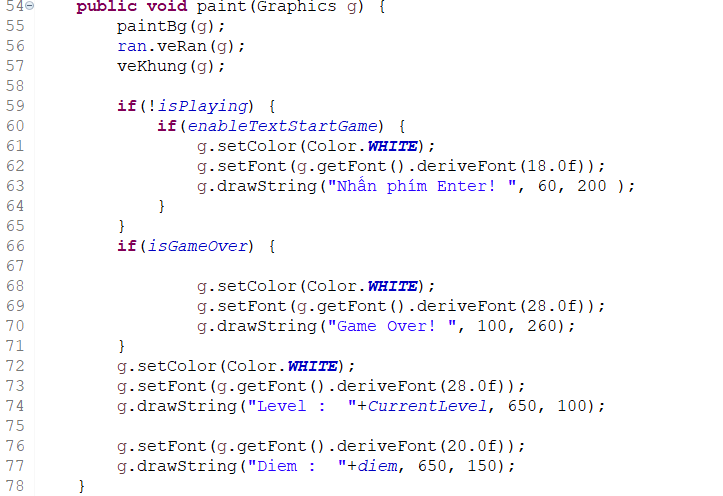 54 public void paint(Graphics g) {
55 paintBg(g);
56 ran.veRan(g);
57 veKhung(g);
58
59 if(!isPlaying) {
60 if(enableTextStartGame) {
61 g.setColor(Color.WHITE);
62 g.setFont(g.getFont().deriveFont(18.0f));
63 g.drawString("Nhấn phím Enter! ", 60, 200 );
64 }
65 }
66 if(isGameOver) {
67
68 g.setColor(Color.WHITE);
69 g.setFont(g.getFont().deriveFont(28.0f));
70 g.drawString("Game Over! ", 100, 260);
71 }
72 g.setColor(Color.WHITE);
73 g.setFont(g.getFont().deriveFont(28.0f));
74 g.drawString("Level :  "+CurrentLevel, 650, 100);
75
76 g.setFont(g.getFont().deriveFont(20.0f));
77 g.drawString("Diem :  "+diem, 650, 150);
78 }